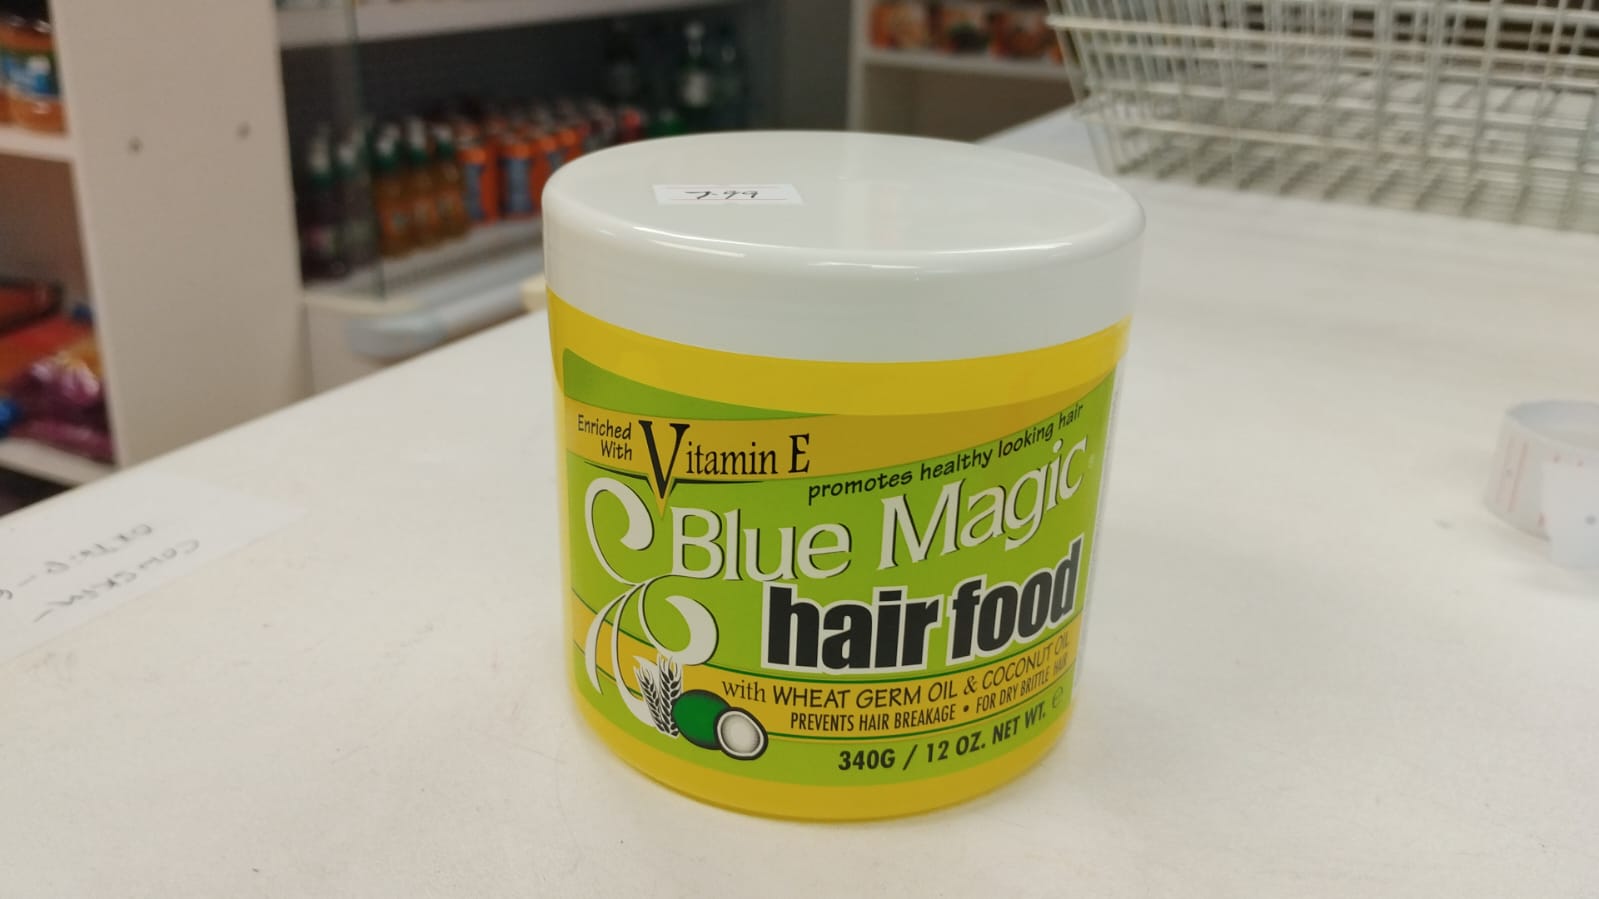 7.99
Enriched
With
Vitamin E
promotes healthy looking hair
Blue Magic
hair food
with WHEAT GERM OIL & COCONUT OIL
PREVENTS HAIR BREAKAGE • FOR DRY BRITTLE HAIR
340G / 12 OZ. NET WT. ℮